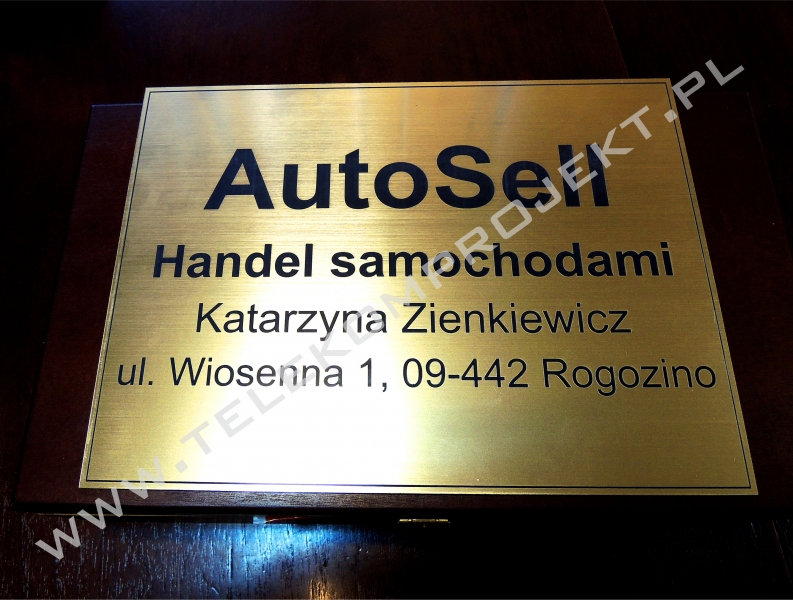 AutoSell
Handel samochodami
Katarzyna Zienkiewicz
ul. Wiosenna 1, 09-442 Rogozino
WWW.TELEKOMPROJEKT.PL